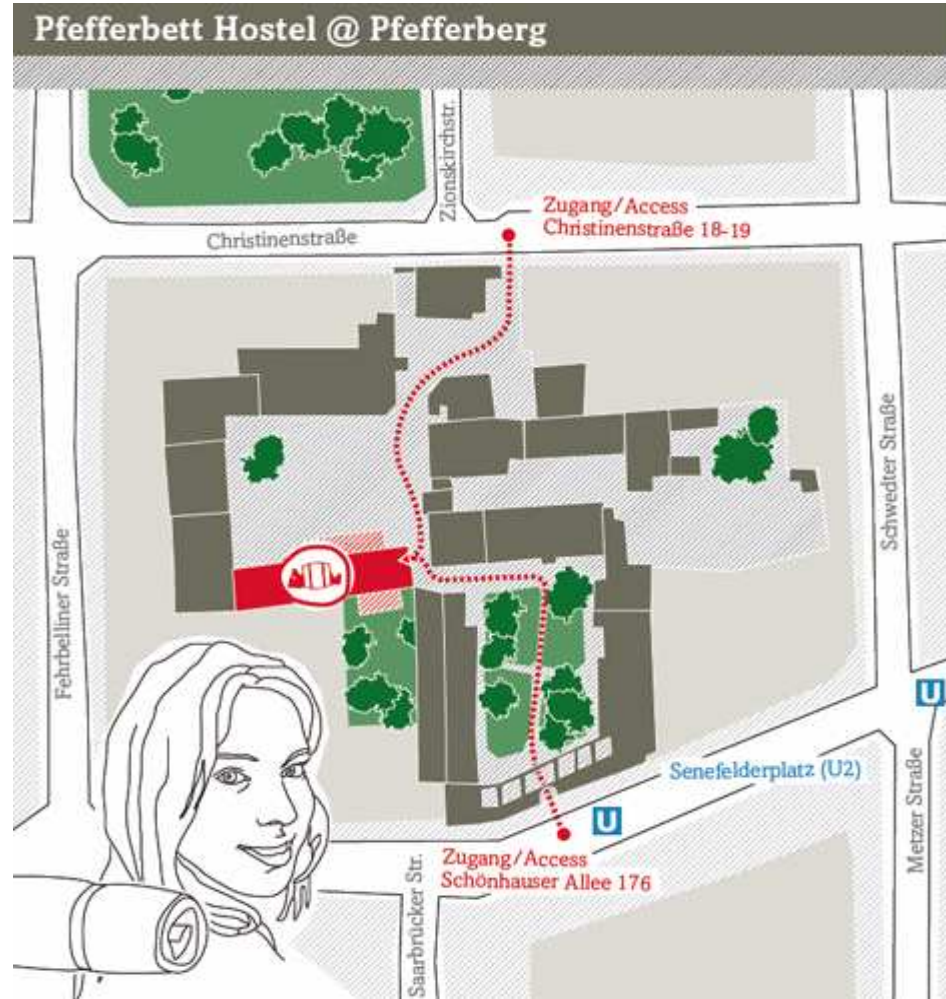 Pfefferbett Hostel @ Pfefferberg
Zionskirchstr.
Zugang/Access
Christinenstraße 18-19
Christinenstraße
Fehrbelliner Straße
Schwedter Straße
U
Senefelderplatz (U2)
U
Metzer Straße
Zugang/Access
Schönhauser Allee 176
Saarbrücker Str.